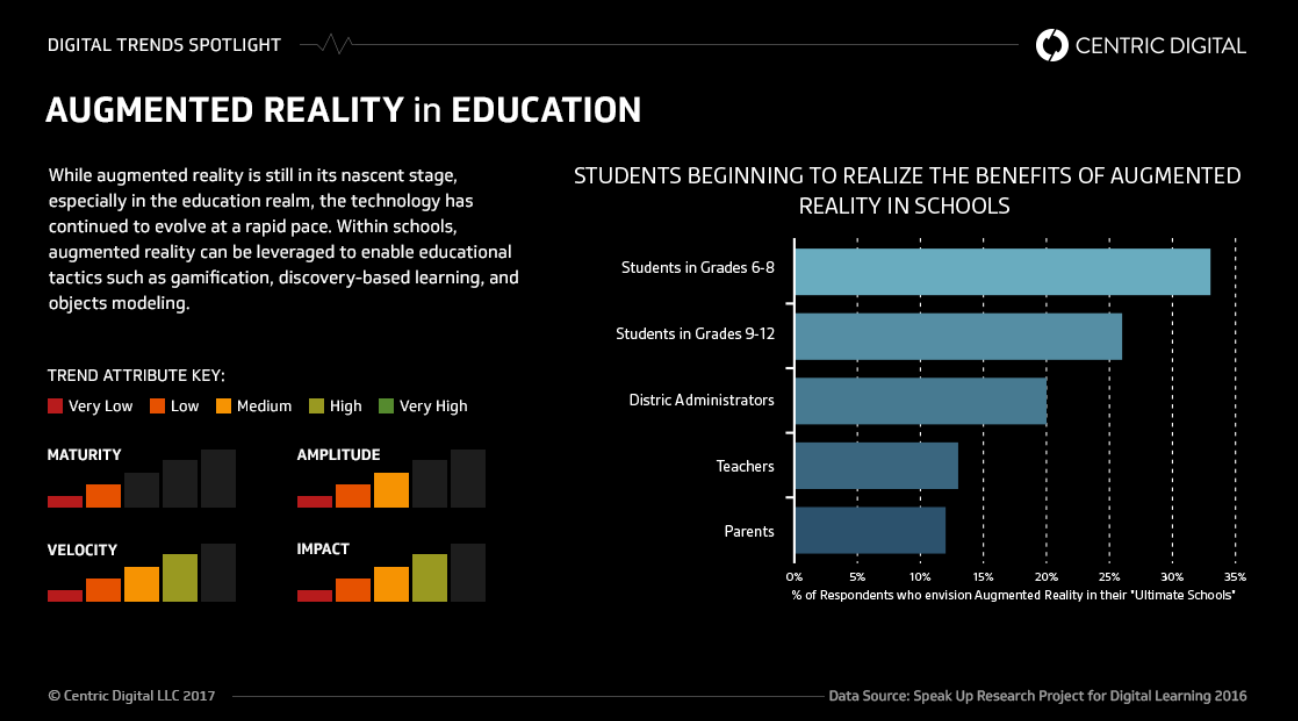 DIGITAL TRENDS SPOTLIGHT
CENTRIC DIGITAL
AUGMENTED REALITY in EDUCATION
While augmented reality is still in its nascent stage,
especially in the education realm, the technology has
continued to evolve at a rapid pace. Within schools,
augmented reality can be leveraged to enable educational
tactics such as gamification, discovery-based learning, and
objects modeling.
TREND ATTRIBUTE KEY:
Very Low Low Medium High Very High
MATURITY
AMPLITUDE
VELOCITY
IMPACT
STUDENTS BEGINNING TO REALIZE THE BENEFITS OF AUGMENTED
REALITY IN SCHOOLS
Students in Grades 6-8
Students in Grades 9-12
Distric Administrators
Teachers
Parents
0% 5% 10% 15% 20% 25% 30% 35%
% of Respondents who envision Augmented Reality in their "Ultimate Schools"
© Centric Digital LLC 2017
Data Source: Speak Up Research Project for Digital Learning 2016